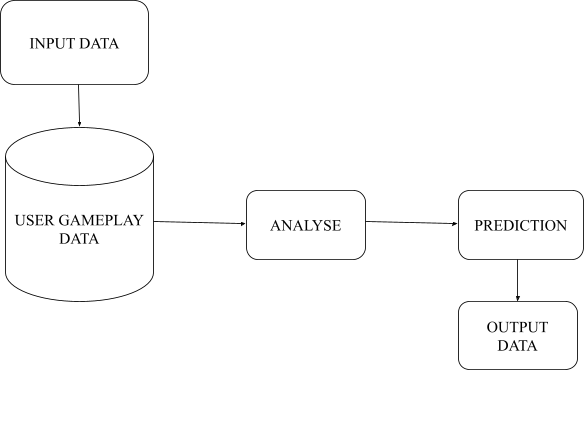 INPUT DATA
USER GAMEPLAY
DATA
ANALYSE
PREDICTION
OUTPUT
DATA